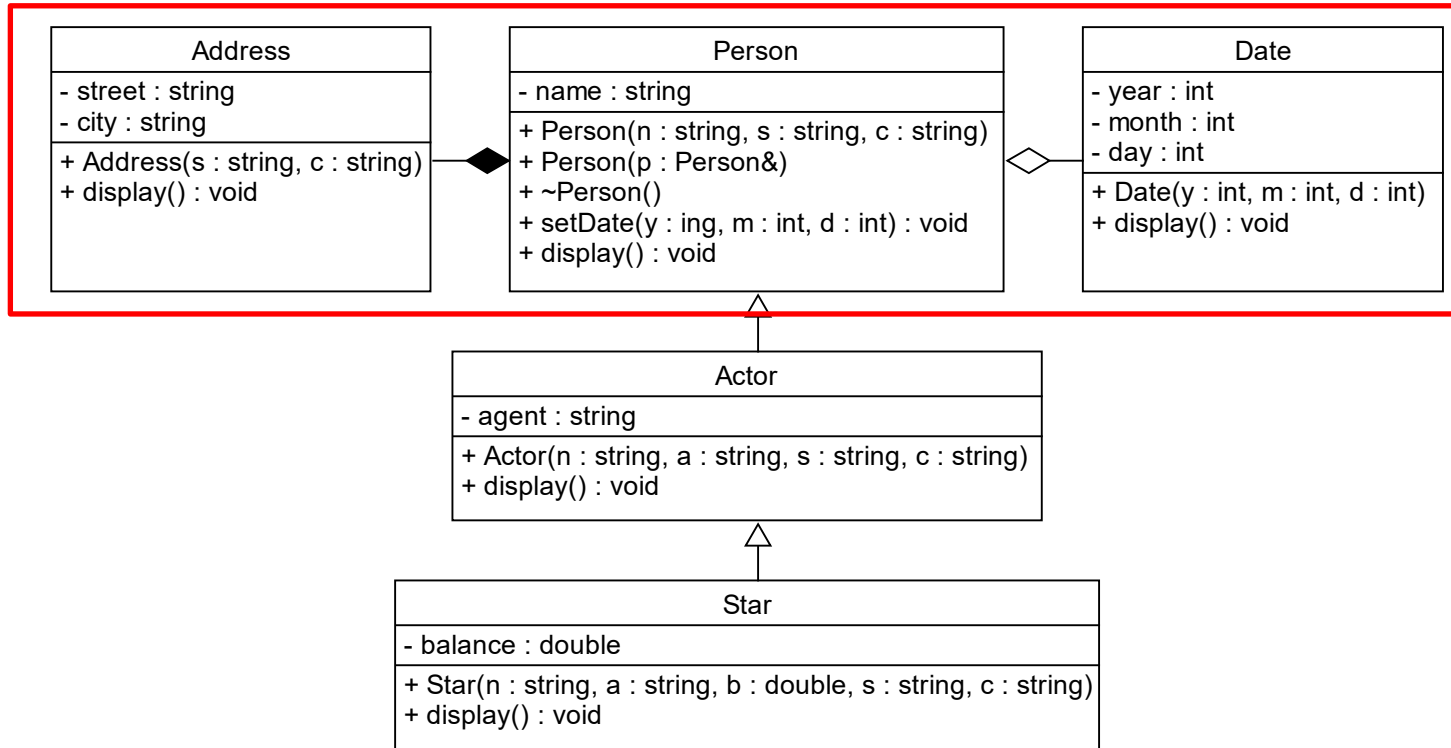 Address
- street : string
- city : string
+ Address(s : string, c : string)
+ display() : void
Person
- name : string
+ Person(n : string, s : string, c : string)
+ Person(p : Person&)
+ ~Person()
+ setDate(y : ing, m : int, d : int) : void
+ display() : void
Date
- year : int
- month : int
- day : int
+ Date(y : int, m : int, d : int)
+ display() : void
Actor
- agent : string
+ Actor(n : string, a : string, s : string, c : string)
+ display() : void
Star
- balance : double
+ Star(n : string, a : string, b : double, s : string, c : string)
+ display() : void